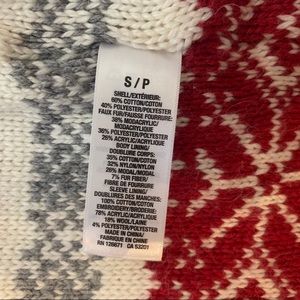 S / P
SHELL/EXTÉRIEUR:
60% COTTON/COTON
40% POLYESTER/POLYESTER
FAUX FUR/FAUSSE FOURRURE:
38% MODACRYLIC/
MODACRYLIQUE
36% POLYESTER/POLYESTER
26% ACRYLIC/ACRYLIQUE
BODY LINING/
DOUBLURE CORPS:
35% COTTON/COTON
32% NYLON/NYLON
26% MODAL/MODAL
7% FUR FIBER/
FIBRE DE FOURRURE
SLEEVE LINING/
DOUBLURES DES MANCHES:
100% COTTON/COTON
EMBROIDERY/BRODERIE:
78% ACRYLIC/ACRYLIQUE
18% WOOL/LAINE
4% POLYESTER/POLYESTER
MADE IN CHINA/
FABRIQUÉ EN CHINE
RN 126671 CA 53201